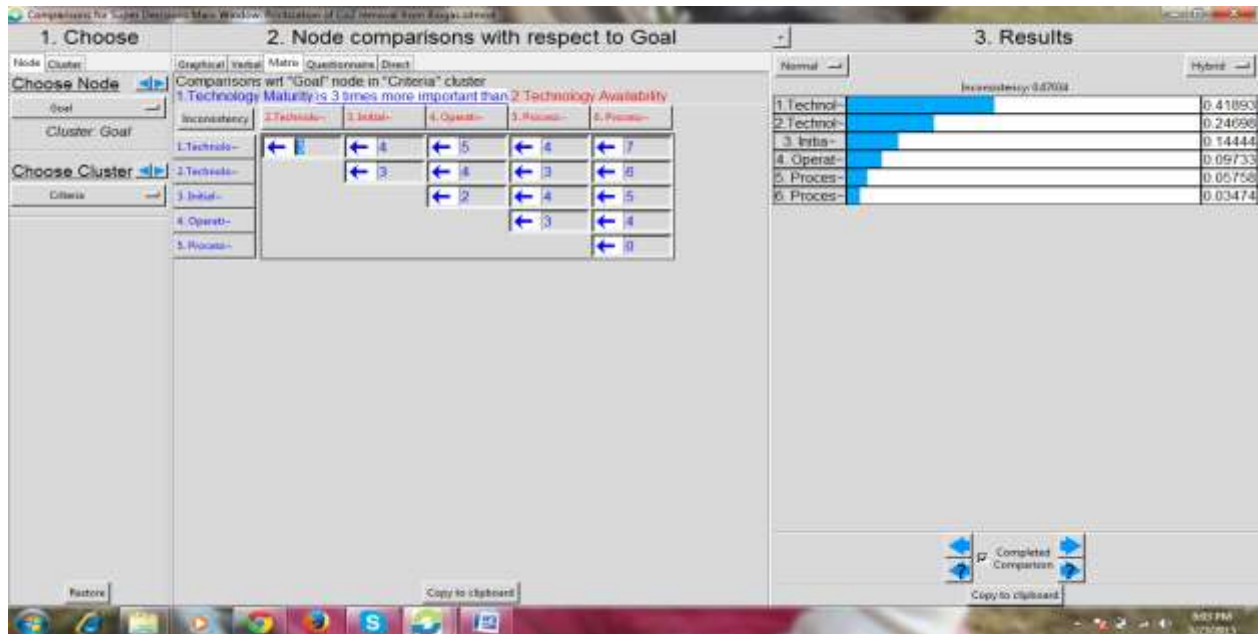 1. Choose
2. Node comparisons with respect to Goal
3. Results
Node Cluster
Graphical Verbal Matrix Questionnaire Direct
Normal
Hybrid
Choose Node
Goal
Cluster: Goal
Choose Cluster
Criteria
Comparisons wrt "Goal" node in "Criteria" cluster
1.Technology Maturity is 3 times more important than 2 Technology Availability
Inconsistency 2.Technolo~ 3. Initial~ 4. Operati~ 5. Process~ 6. Process~
1.Technolo~ 4 5 4 7
2.Technolo~ 3 4 3 6
3. Initial~ 2 4 5
4. Operati~ 3 4
5. Process~
Inconsistency:
1.Technol~ 0.41893
2.Technol~ 0.24698
3. Initia~ 0.14444
4. Operat~ 0.09733
5. Proces~ 0.05758
6. Proces~ 0.03474
Completed
Comparison
Restore
Copy to clipboard
Copy to clipboard